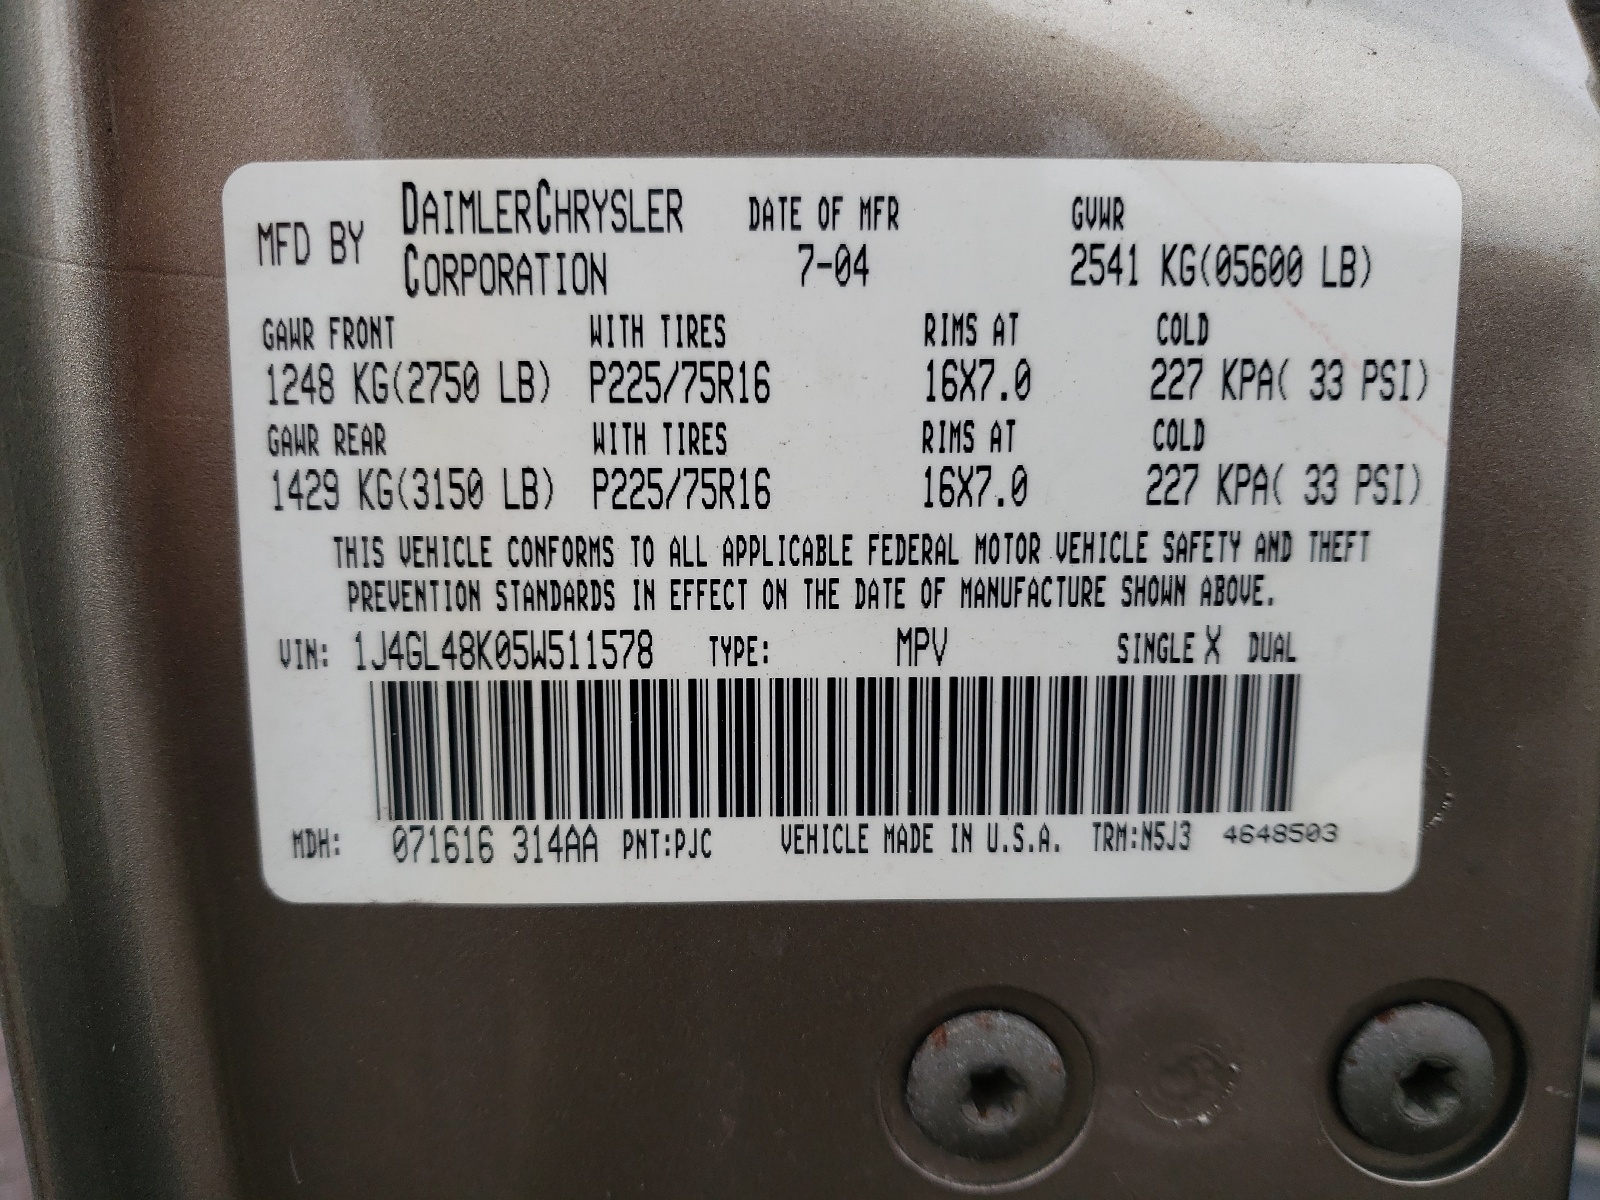 MFD BY DAIMLERCHRYSLER CORPORATION DATE OF MFR 7-04 GVWR 2541 KG(05600 LB)
GAWR FRONT WITH TIRES RIMS AT COLD
1248 KG(2750 LB) P225/75R16 16X7.0 227 KPA( 33 PSI)
GAWR REAR WITH TIRES RIMS AT COLD
1429 KG(3150 LB) P225/75R16 16X7.0 227 KPA( 33 PSI)
THIS VEHICLE CONFORMS TO ALL APPLICABLE FEDERAL MOTOR VEHICLE SAFETY AND THEFT
PREVENTION STANDARDS IN EFFECT ON THE DATE OF MANUFACTURE SHOWN ABOVE.
VIN: 1J4GL48K05W511578 TYPE: MPV SINGLE X DUAL
MDH: 071616 314AA PNT:PJC VEHICLE MADE IN U.S.A. TRM:N5J3 4648503